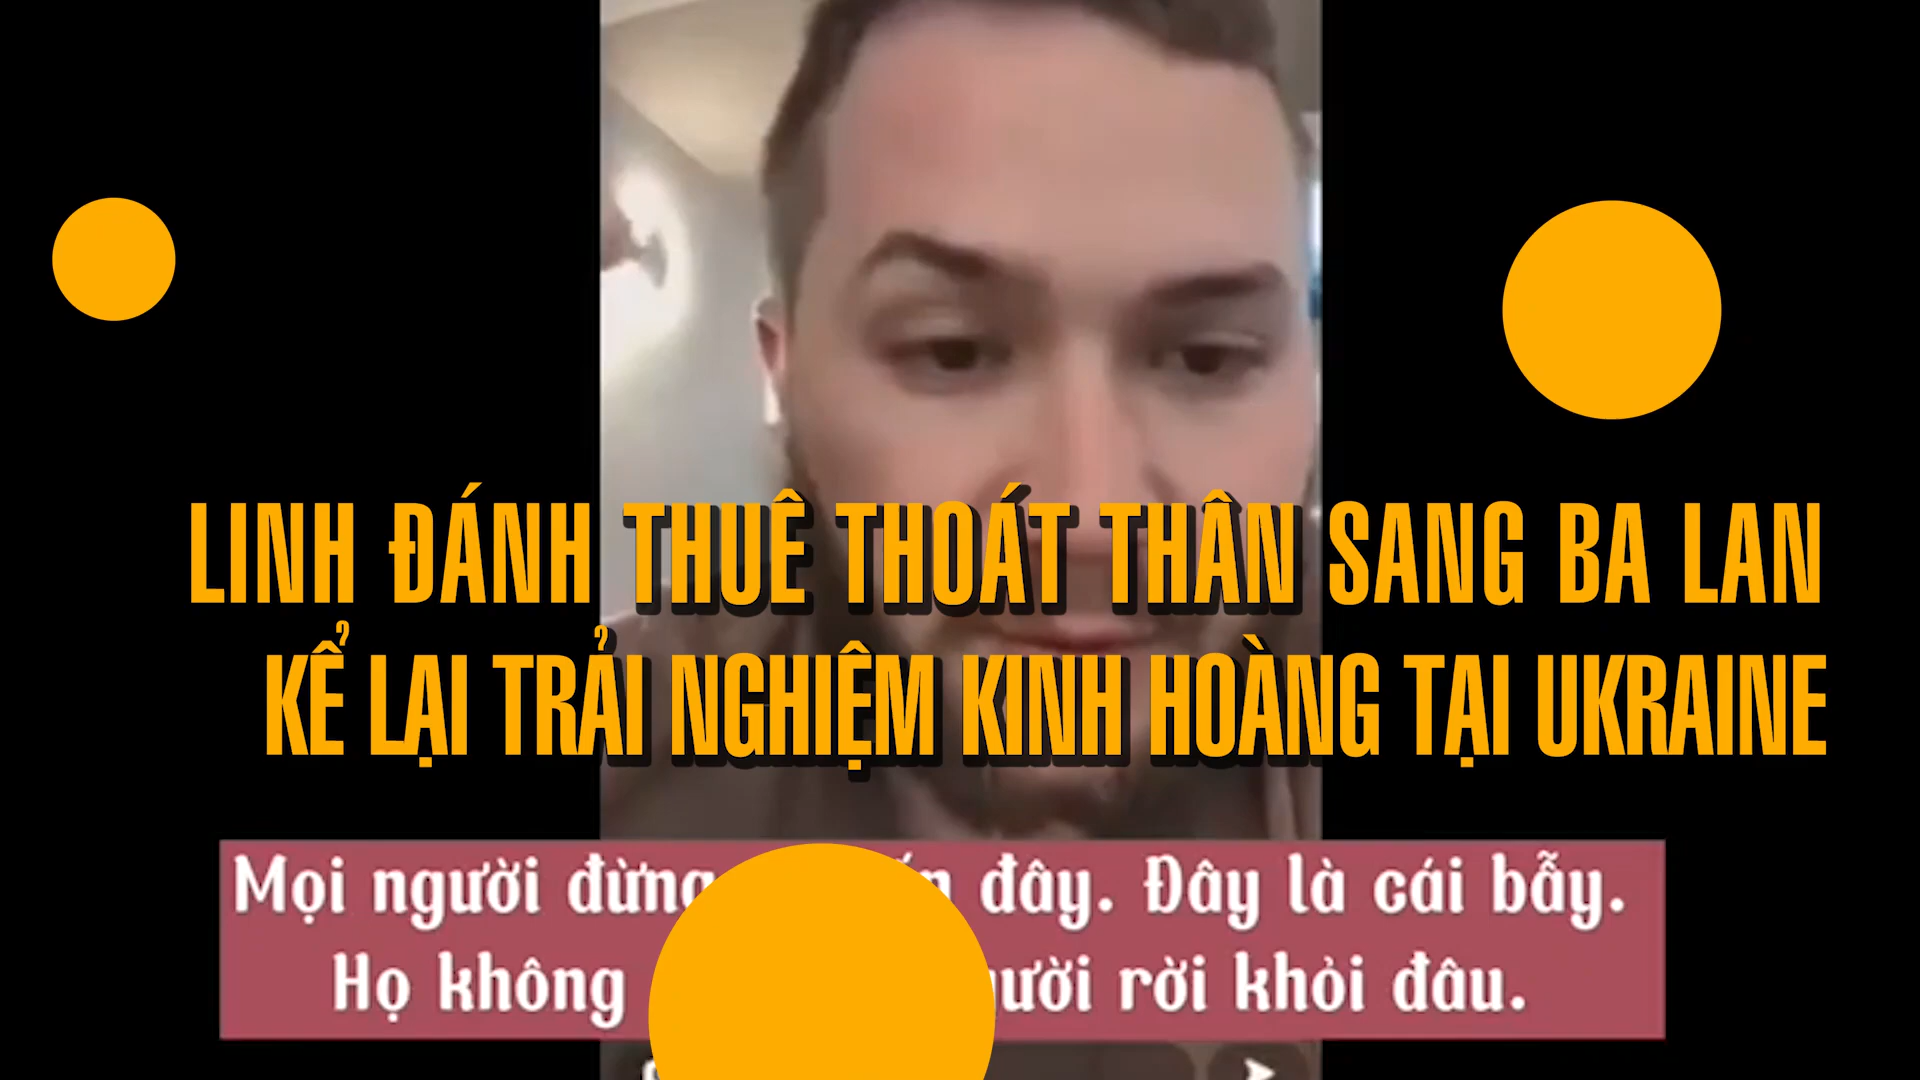 LINH ĐÁNH THUÊ THOÁT THÂN SANG BA LAN
KỂ LẠI TRẢI NGHIỆM KINH HOÀNG TẠI UKRAINE
Mọi người đừng đây. Đây là cái bẫy.
Họ không rời khỏi đâu.